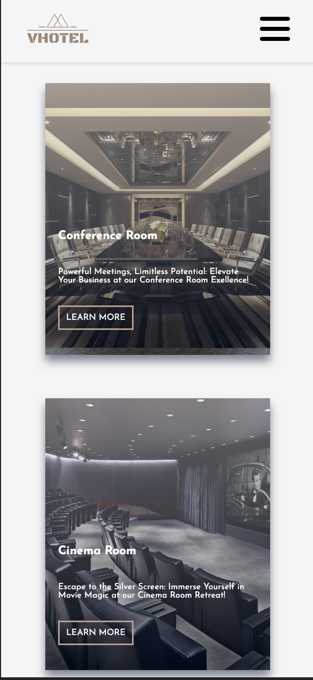 VHOTEL
Conference Room
Powerful Meetings, Limitless Potential: Elevate
Your Business at our Conference Room Exellence!
LEARN MORE
Cinema Room
Escape to the Silver Screen: Immerse Yourself in
Movie Magic at our Cinema Room Retreat!
LEARN MORE